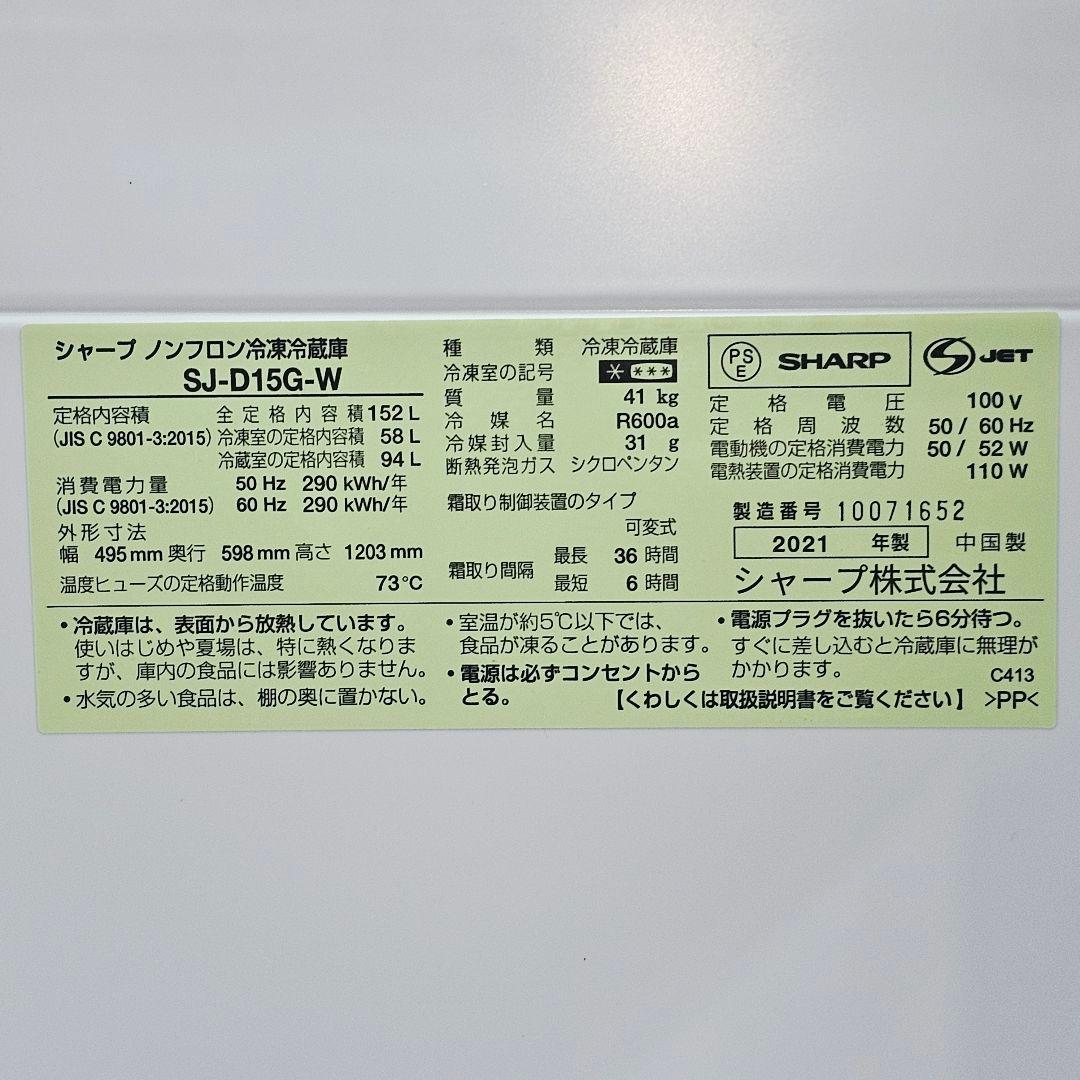 シャープ ノンフロン冷凍冷蔵庫
SJ-D15G-W
定格内容積 全定格内容積 152 L
(JIS C 9801-3:2015) 冷凍室の定格内容積 58 L
冷蔵室の定格内容積 94 L
消費電力量 50 Hz 290 kWh/年
(JIS C 9801-3:2015) 60 Hz 290 kWh/年
外形寸法
幅 495 mm 奥行 598 mm 高さ 1203 mm
温度ヒューズの定格動作温度 73℃
種類 冷凍冷蔵庫
冷凍室の記号 * ***
質量 41 kg
冷媒名 R600a
冷媒封入量 31 g
断熱発泡ガス シクロペンタン
霜取り制御装置のタイプ
可変式
霜取り間隔 最長 36 時間
最短 6 時間
PSE SHARP S JET
定格電圧 100 V
定格周波数 50 / 60 Hz
電動機の定格消費電力 50 / 52 W
電熱装置の定格消費電力 110 W
製造番号 10071652
2021 年製 中国製
シャープ株式会社
・冷蔵庫は、表面から放熱しています。
使いはじめや夏場は、特に熱くなりま
すが、庫内の食品には影響ありません。
・水気の多い食品は、棚の奥に置かない。
・室温が約5℃以下では、
食品が凍ることがあります。
・電源は必ずコンセントから
とる。
・電源プラグを抜いたら6分待つ。
すぐに差し込むと冷蔵庫に無理が
かかります。 C413
【くわしくは取扱説明書をご覧ください】 >PP<